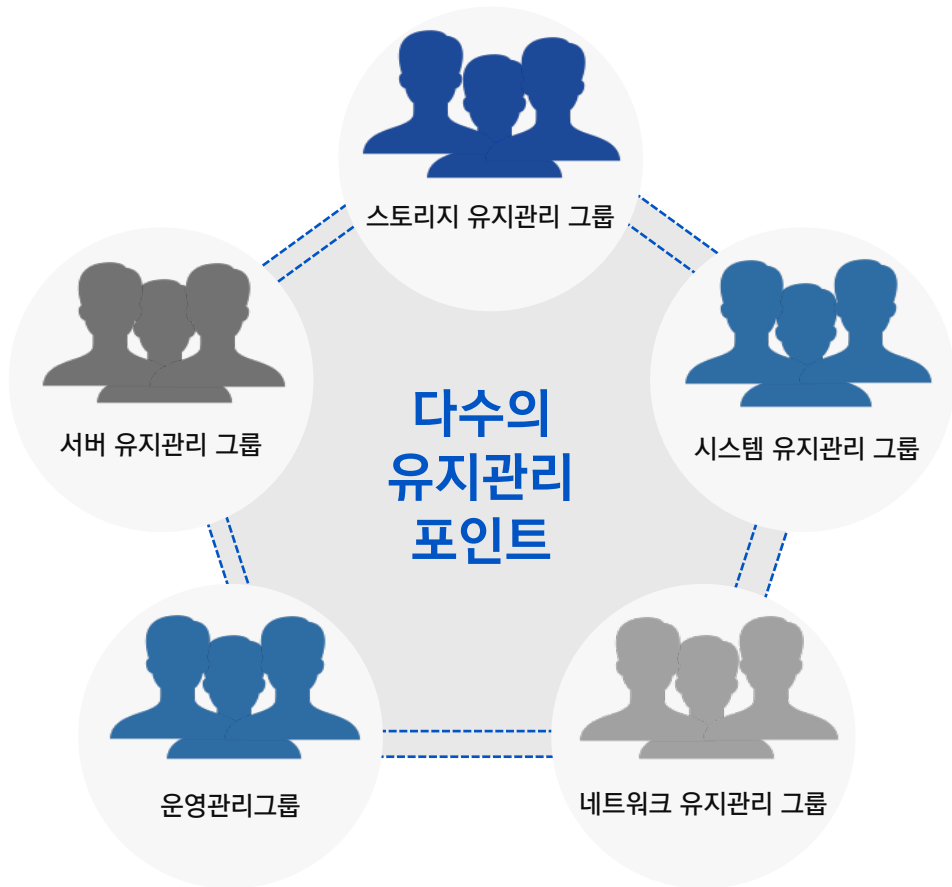 스토리지 유지관리 그룹
서버 유지관리 그룹
시스템 유지관리 그룹
다수의
유지관리
포인트
운영관리그룹
네트워크 유지관리 그룹